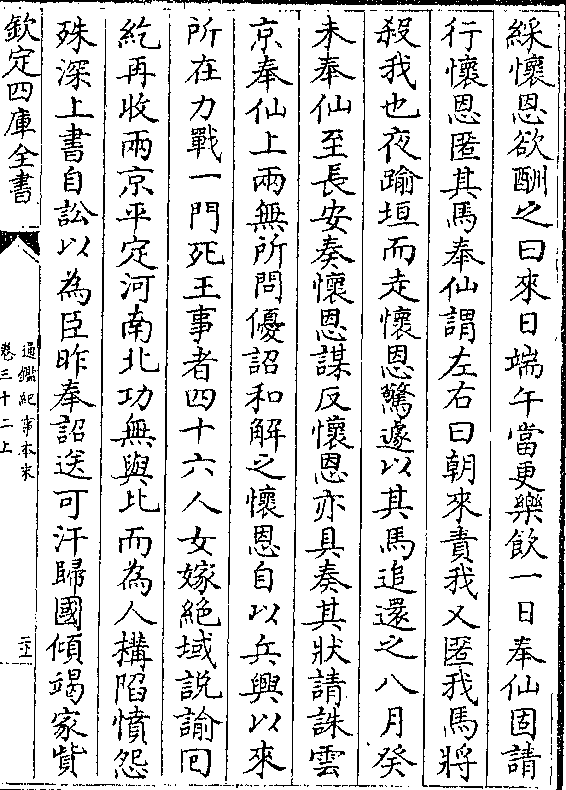 綵懷恩欲酬之曰來日端午當更樂飲一日奉仙固請
行懷恩匿其馬奉仙謂左右曰朝來責我又匿我馬將
殺我也夜踰垣而走懷恩驚遽以其馬追還之八月癸
未奉仙至長安奏懷恩謀反懷恩亦具奏其狀請誅雲
京奉仙上兩無所問優詔和解之懷恩自以兵興以來
所在力戰一門死王事者四十六人女嫁絶域説諭回
紇再收兩京平定河南北功無與比而為人構陷憤怨
殊深上書自訟以為臣昨奉詔送可汗歸國傾竭家貲
欽定四庫全書
通鑑紀事本末
卷三十二上